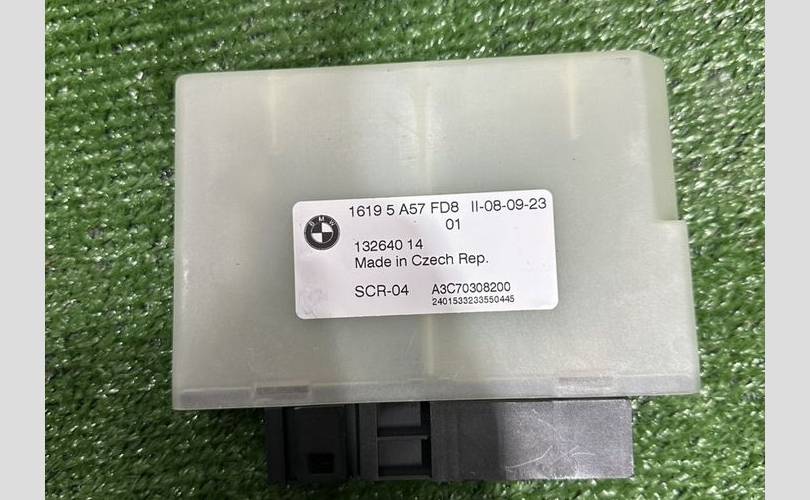 BMW
1619 5 A57 FD8 II-08-09-23
01
132640 14
Made in Czech Rep.
SCR-04 A3C70308200
2401533233550445